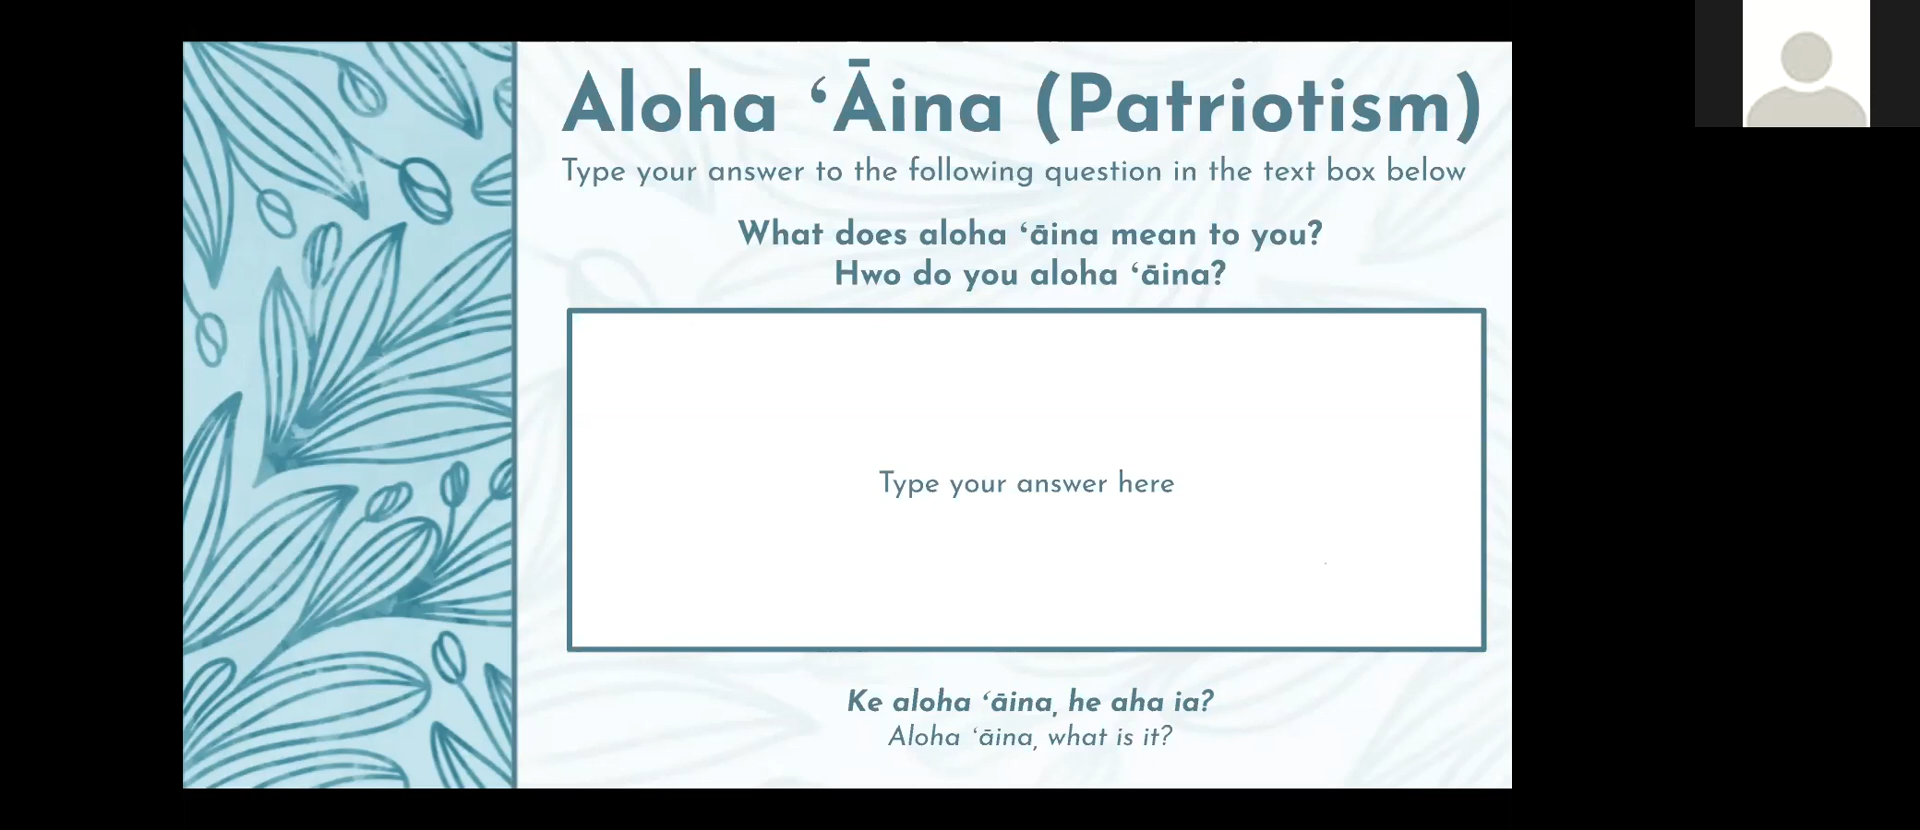 Aloha ʻĀina (Patriotism)
Type your answer to the following question in the text box below
What does aloha ʻāina mean to you?
Hwo do you aloha ʻāina?
Type your answer here
Ke aloha ʻāina, he aha ia?
Aloha ʻāina, what is it?